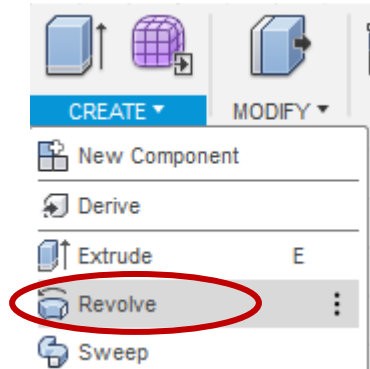 CREATE ▼ MODIFY ▼
New Component
Derive
Extrude E
Revolve
Sweep